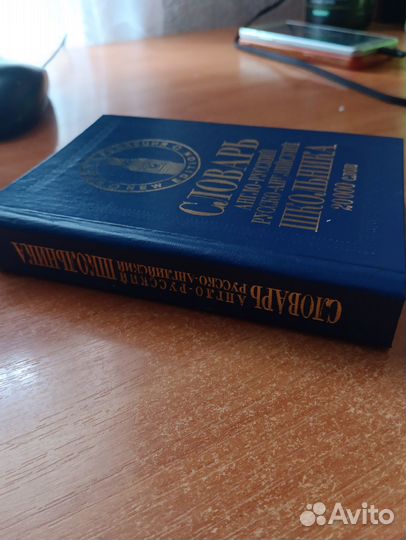 СЛОВАРЬ
АНГЛО-РУССКИЙ
РУССКО-АНГЛИЙСКИЙ
ШКОЛЬНИКА
20000 слов
СЛОВАРЬ АНГЛО-РУССКИЙ РУССКО-АНГЛИЙСКИЙ ШКОЛЬНИКА
Avito